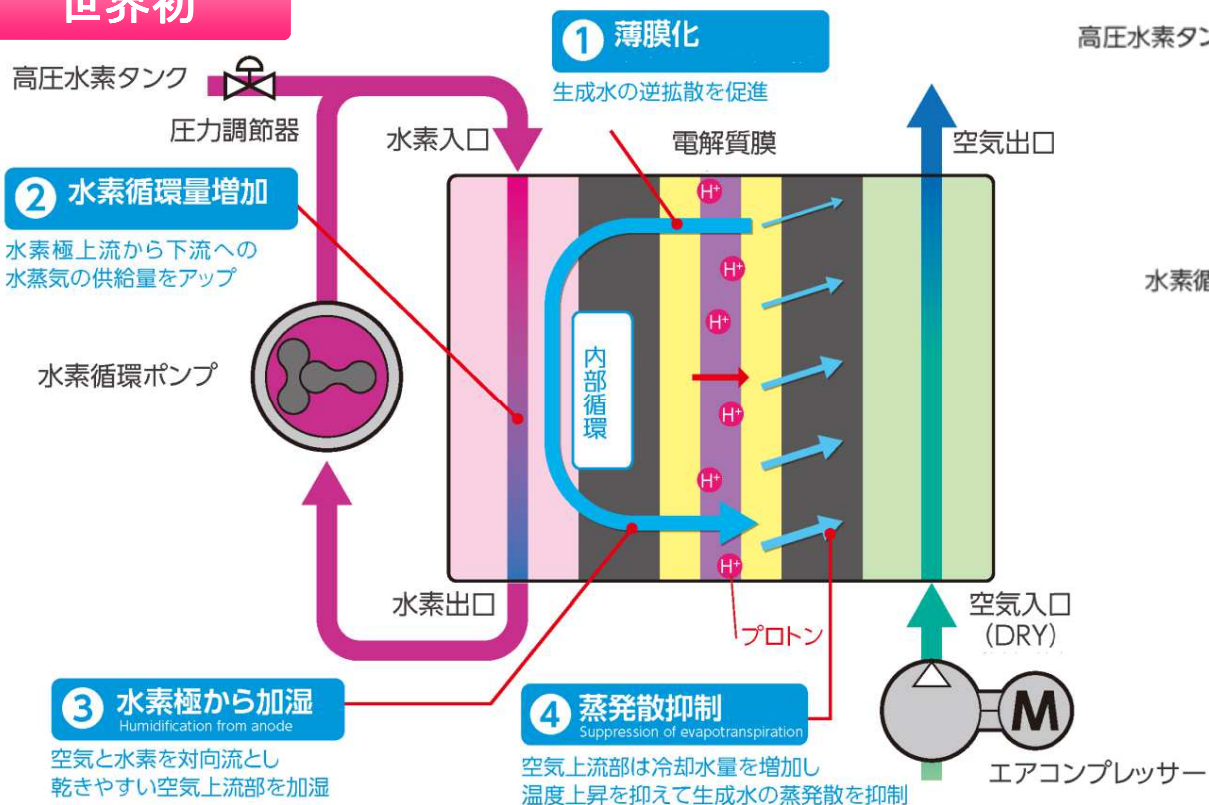 世界初
高圧水素タンク
圧力調節器
水素入口
① 薄膜化
生成水の逆拡散を促進
電解質膜
空気出口
高圧水素タン
② 水素循環量増加
水素極上流から下流への
水蒸気の供給量をアップ
水素循環ポンプ
内部循環
H⁺
H⁺
H⁺
H⁺
H⁺
H⁺
水素循
水素出口
プロトン
空気入口
(DRY)
M
エアコンプレッサー
③ 水素極から加湿
Humidification from anode
空気と水素を対向流とし
乾きやすい空気上流部を加湿
④ 蒸発散抑制
Suppression of evapotranspiration
空気上流部は冷却水量を増加し
温度上昇を抑えて生成水の蒸発散を抑制